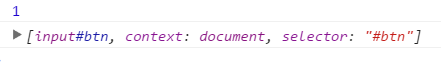 1
[input#btn, context: document, selector: "#btn"]